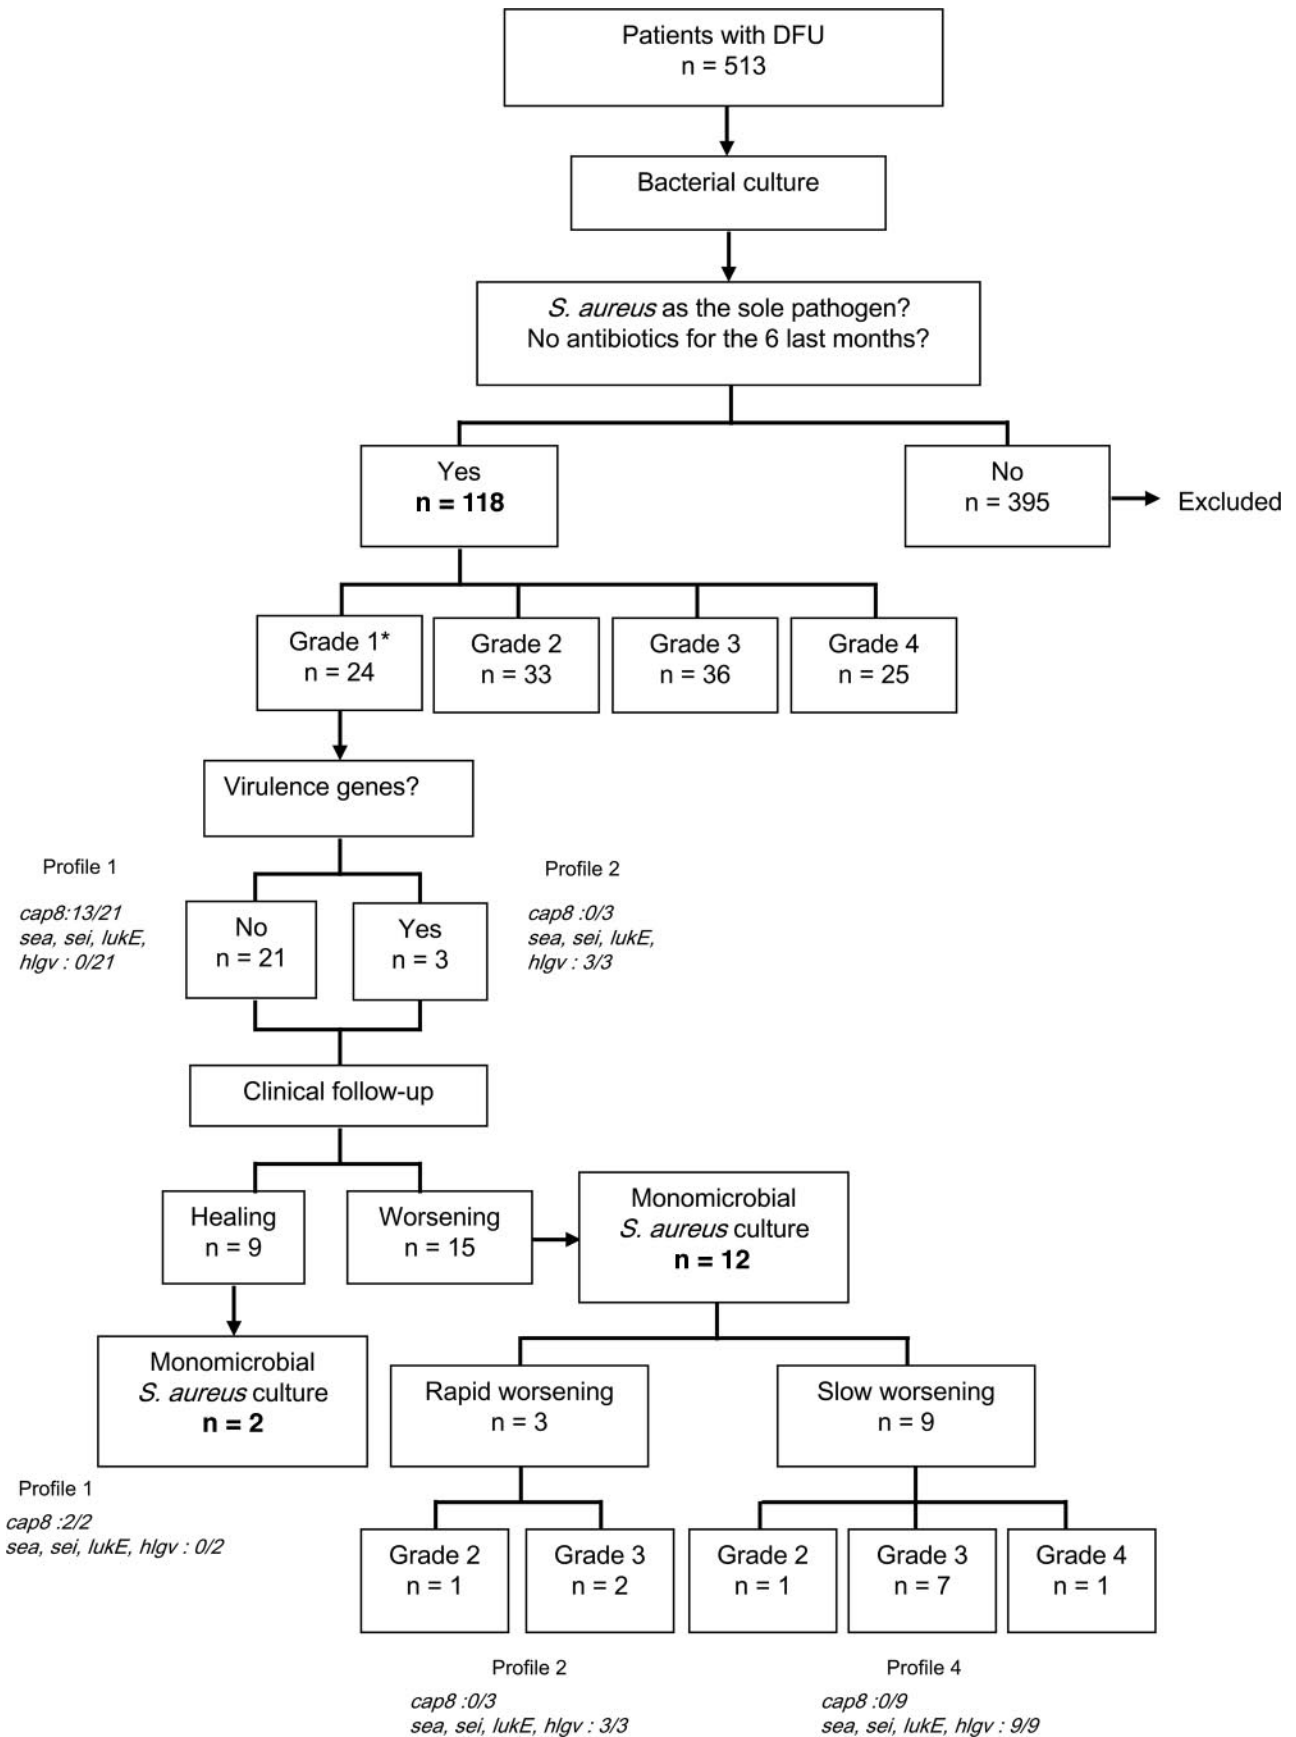 Patients with DFU
n = 513
Bacterial culture
S. aureus as the sole pathogen?
No antibiotics for the 6 last months?
Yes
n = 118
No
n = 395
Excluded
Grade 1*
n = 24
Grade 2
n = 33
Grade 3
n = 36
Grade 4
n = 25
Virulence genes?
Profile 1
cap8:13/21
sea, sei, lukE,
hlgv : 0/21
No
n = 21
Yes
n = 3
Profile 2
cap8 :0/3
sea, sei, lukE,
hlgv : 3/3
Clinical follow-up
Healing
n = 9
Worsening
n = 15
Monomicrobial
S. aureus culture
n = 12
Monomicrobial
S. aureus culture
n = 2
Rapid worsening
n = 3
Slow worsening
n = 9
Profile 1
cap8 :2/2
sea, sei, lukE, hlgv : 0/2
Grade 2
n = 1
Grade 3
n = 2
Grade 2
n = 1
Grade 3
n = 7
Grade 4
n = 1
Profile 2
cap8 :0/3
sea, sei, lukE, hlgv : 3/3
Profile 4
cap8 :0/9
sea, sei, lukE, hlgv : 9/9